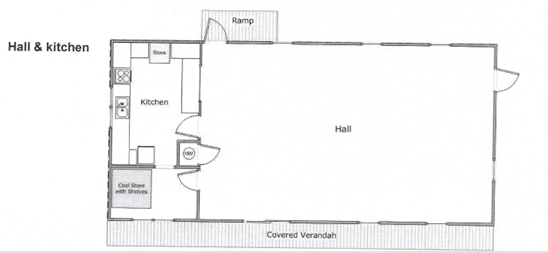 Ramp
Hall & kitchen
Stove
Kitchen
Hall
HW
Cool Store
with Shelves
Covered Verandah